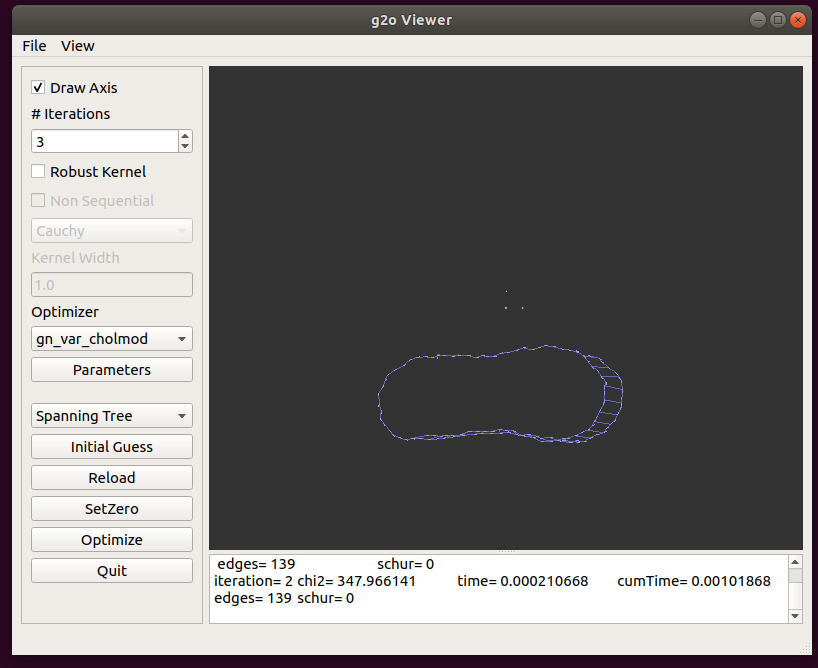 g2o Viewer
File View
Draw Axis
# Iterations
3
Robust Kernel
Non Sequential
Cauchy
Kernel Width
1.0
Optimizer
gn_var_cholmod
Parameters
Spanning Tree
Initial Guess
Reload
SetZero
Optimize
Quit
edges= 139 schur= 0
iteration= 2 chi2= 347.966141 time= 0.000210668 cumTime= 0.00101868
edges= 139 schur= 0